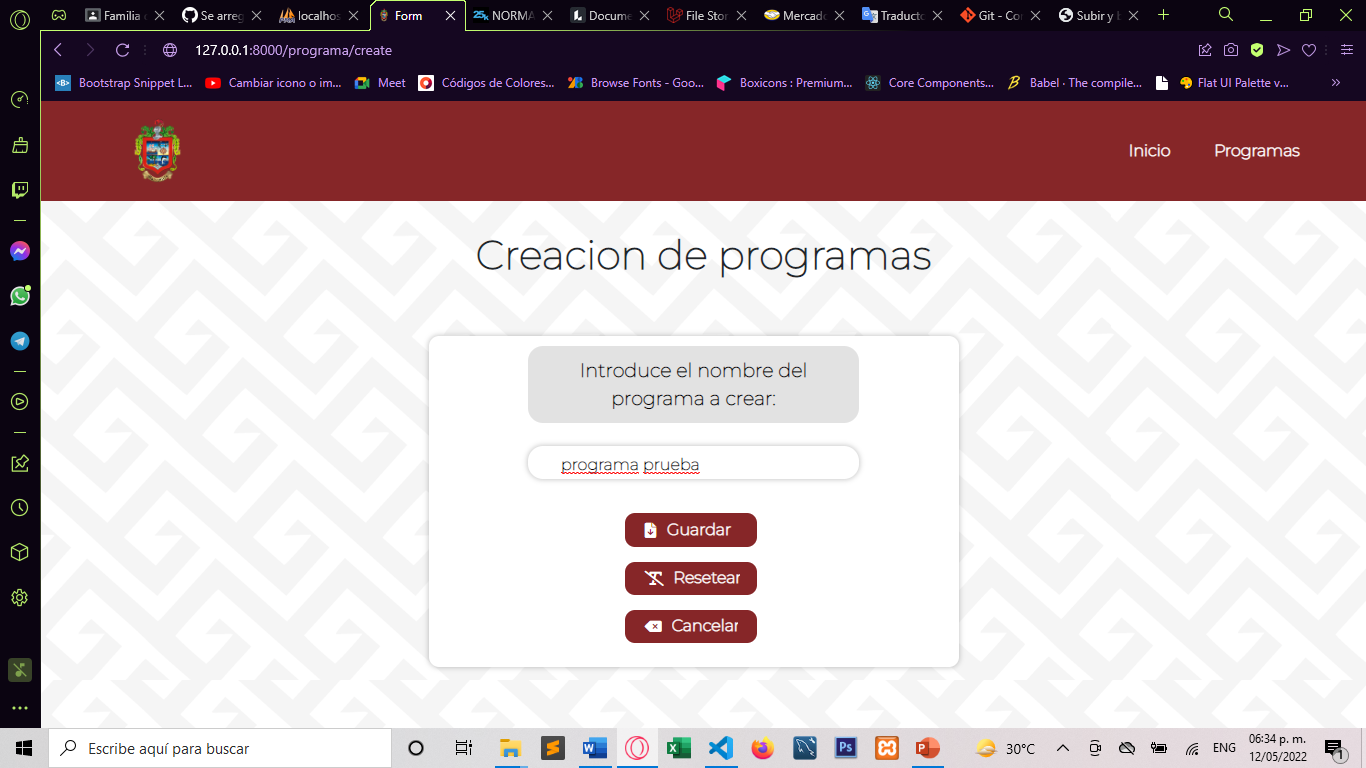 Familia
Se arreg
localhos
Form
NORMA
Docume
File Stor
Mercado
Traducto
Git - Co
Subir y b
127.0.0.1:8000/programa/create
Bootstrap Snippet L...
Cambiar icono o im...
Meet
Códigos de Colores...
Browse Fonts - Goo...
Boxicons : Premium...
Core Components...
Babel · The compile...
Flat UI Palette v...
»
Inicio
Programas
Creacion de programas
Introduce el nombre del
programa a crear:
programa prueba
Guardar
Resetear
Cancelar
Escribe aquí para buscar
30°C
ENG
06:34 p. m.
12/05/2022
1